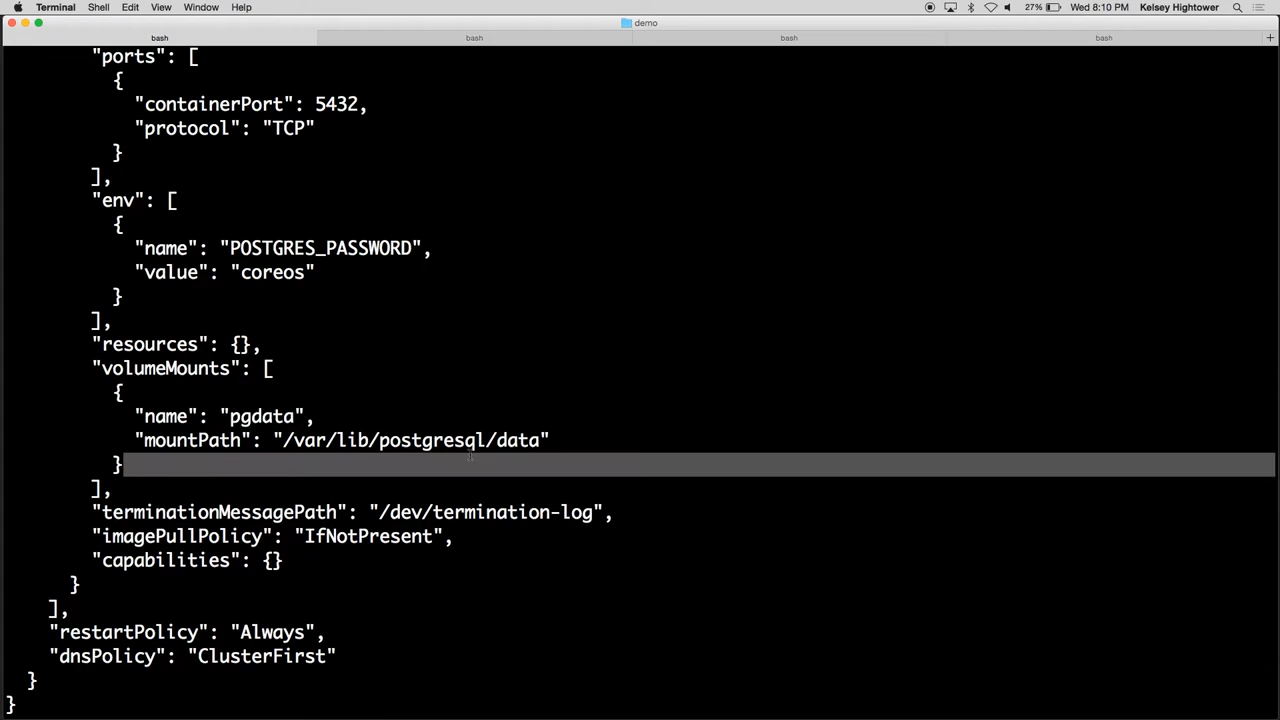 Terminal Shell Edit View Window Help 27% Wed 8:10 PM Kelsey Hightower
demo
bash bash bash bash +
"ports": [
{
"containerPort": 5432,
"protocol": "TCP"
}
],
"env": [
{
"name": "POSTGRES_PASSWORD",
"value": "coreos"
}
],
"resources": {},
"volumeMounts": [
{
"name": "pgdata",
"mountPath": "/var/lib/postgresql/data"
}
],
"terminationMessagePath": "/dev/termination-log",
"imagePullPolicy": "IfNotPresent",
"capabilities": {}
}
],
"restartPolicy": "Always",
"dnsPolicy": "ClusterFirst"
}
}